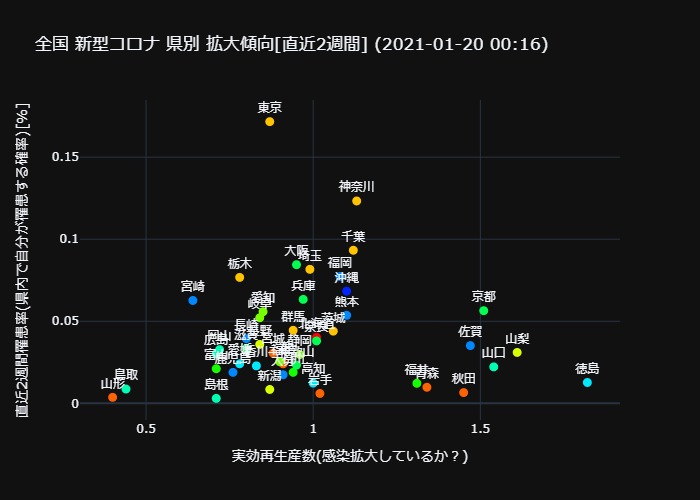 全国 新型コロナ 県別 拡大傾向[直近2週間] (2021-01-20 00:16)
直近2週間罹患率(県内で自分が罹患する確率)[%]
0.15
0.1
0.05
0
東京
神奈川
千葉
大阪
埼玉
福岡
栃木
沖縄
宮崎
兵庫
愛知
岐阜
熊本
京都
群馬
茨城
佐賀
長崎
山梨
広島
静岡
山口
徳島
高知
福井
青森
秋田
岩手
新潟
鳥取
山形
島根
0.5
1
1.5
実効再生産数(感染拡大しているか？)